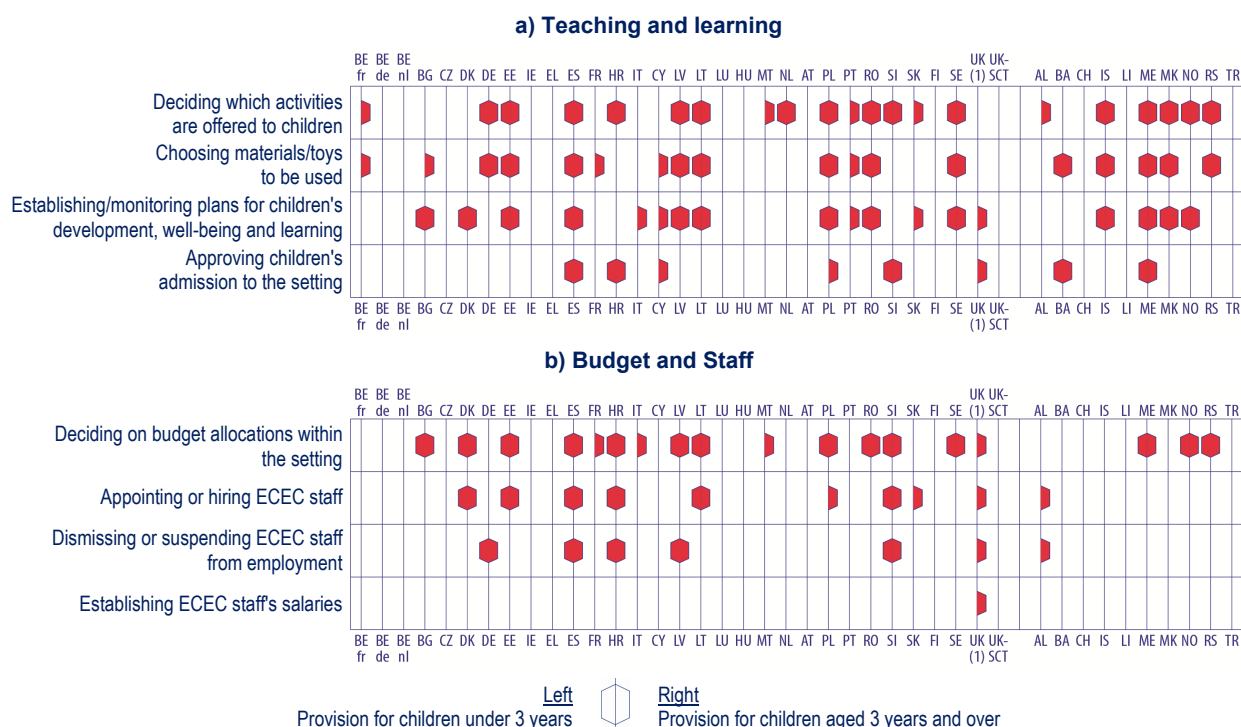 a) Teaching and learning
BE BE BE UK UK-
fr de nl BG CZ DK DE EE IE EL ES FR HR IT CY LV LT LU HU MT NL AT PL PT RO SI SK FI SE (1) SCT AL BA CH IS LI ME MK NO RS TR
Deciding which activities
are offered to children
Choosing materials/toys
to be used
Establishing/monitoring plans for children's
development, well-being and learning
Approving children's
admission to the setting
BE BE BE BG CZ DK DE EE IE EL ES FR HR IT CY LV LT LU HU MT NL AT PL PT RO SI SK FI SE UK UK- AL BA CH IS LI ME MK NO RS TR
fr de nl (1) SCT
b) Budget and Staff
BE BE BE UK UK-
fr de nl BG CZ DK DE EE IE EL ES FR HR IT CY LV LT LU HU MT NL AT PL PT RO SI SK FI SE (1) SCT AL BA CH IS LI ME MK NO RS TR
Deciding on budget allocations within
the setting
Appointing or hiring ECEC staff
Dismissing or suspending ECEC staff
from employment
Establishing ECEC staff's salaries
BE BE BE BG CZ DK DE EE IE EL ES FR HR IT CY LV LT LU HU MT NL AT PL PT RO SI SK FI SE UK UK- AL BA CH IS LI ME MK NO RS TR
fr de nl (1) SCT
Left Right
Provision for children under 3 years Provision for children aged 3 years and over